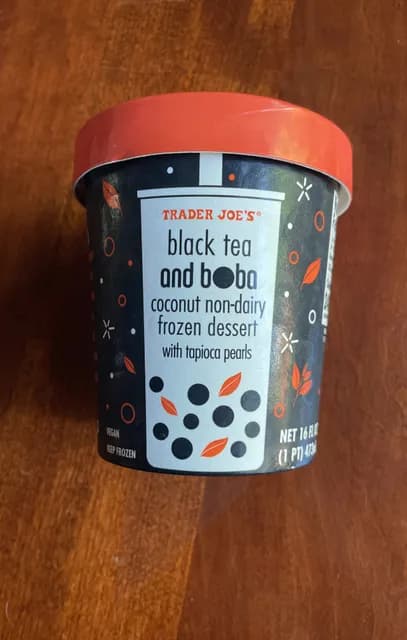 TRADER JOE'S®
black tea
and boba
coconut non-dairy
frozen dessert
with tapioca pearls
VEGAN
KEEP FROZEN
NET 16 FL
(1 PT) 473